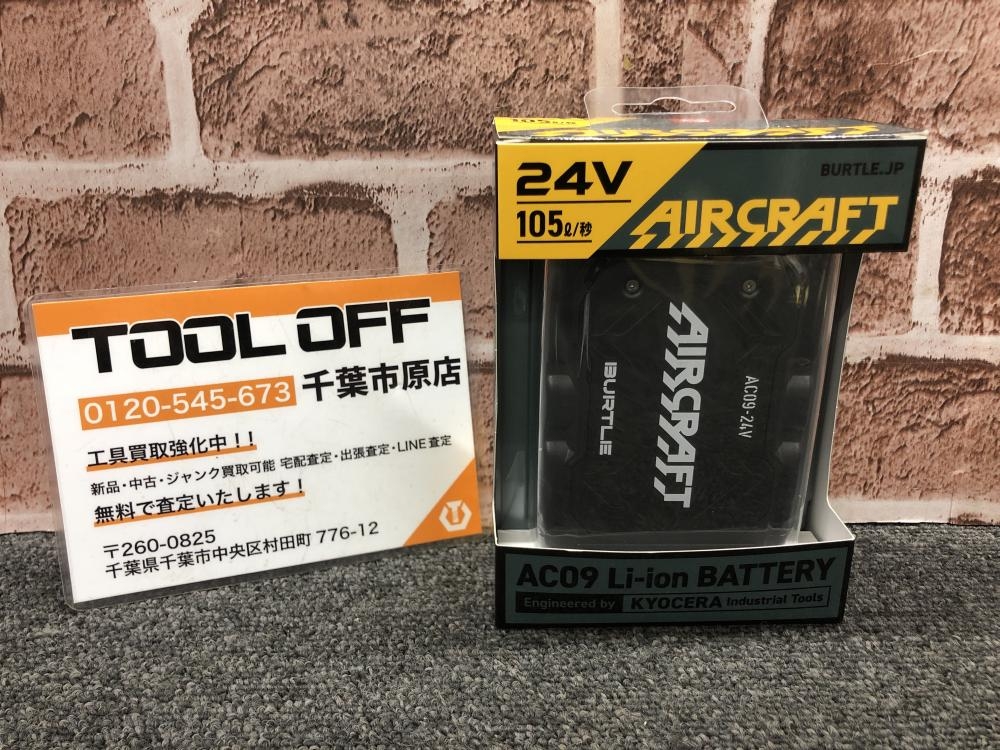 TOOL OFF
0120-545-673 千葉市原店
工具買取強化中!!
新品・中古・ジャンク買取可能 宅配査定・出張査定・LINE査定
無料で査定いたします!
〒260-0825
千葉県千葉市中央区村田町 776-12
AIRCRAFT
24V
105ℓ/秒
BURTLE.JP
AIRCRAFT
AIRCRAFT
BURTLE
AC09-24V
AC09 Li-ion BATTERY
Engineered by KYOCERA Industrial Tools